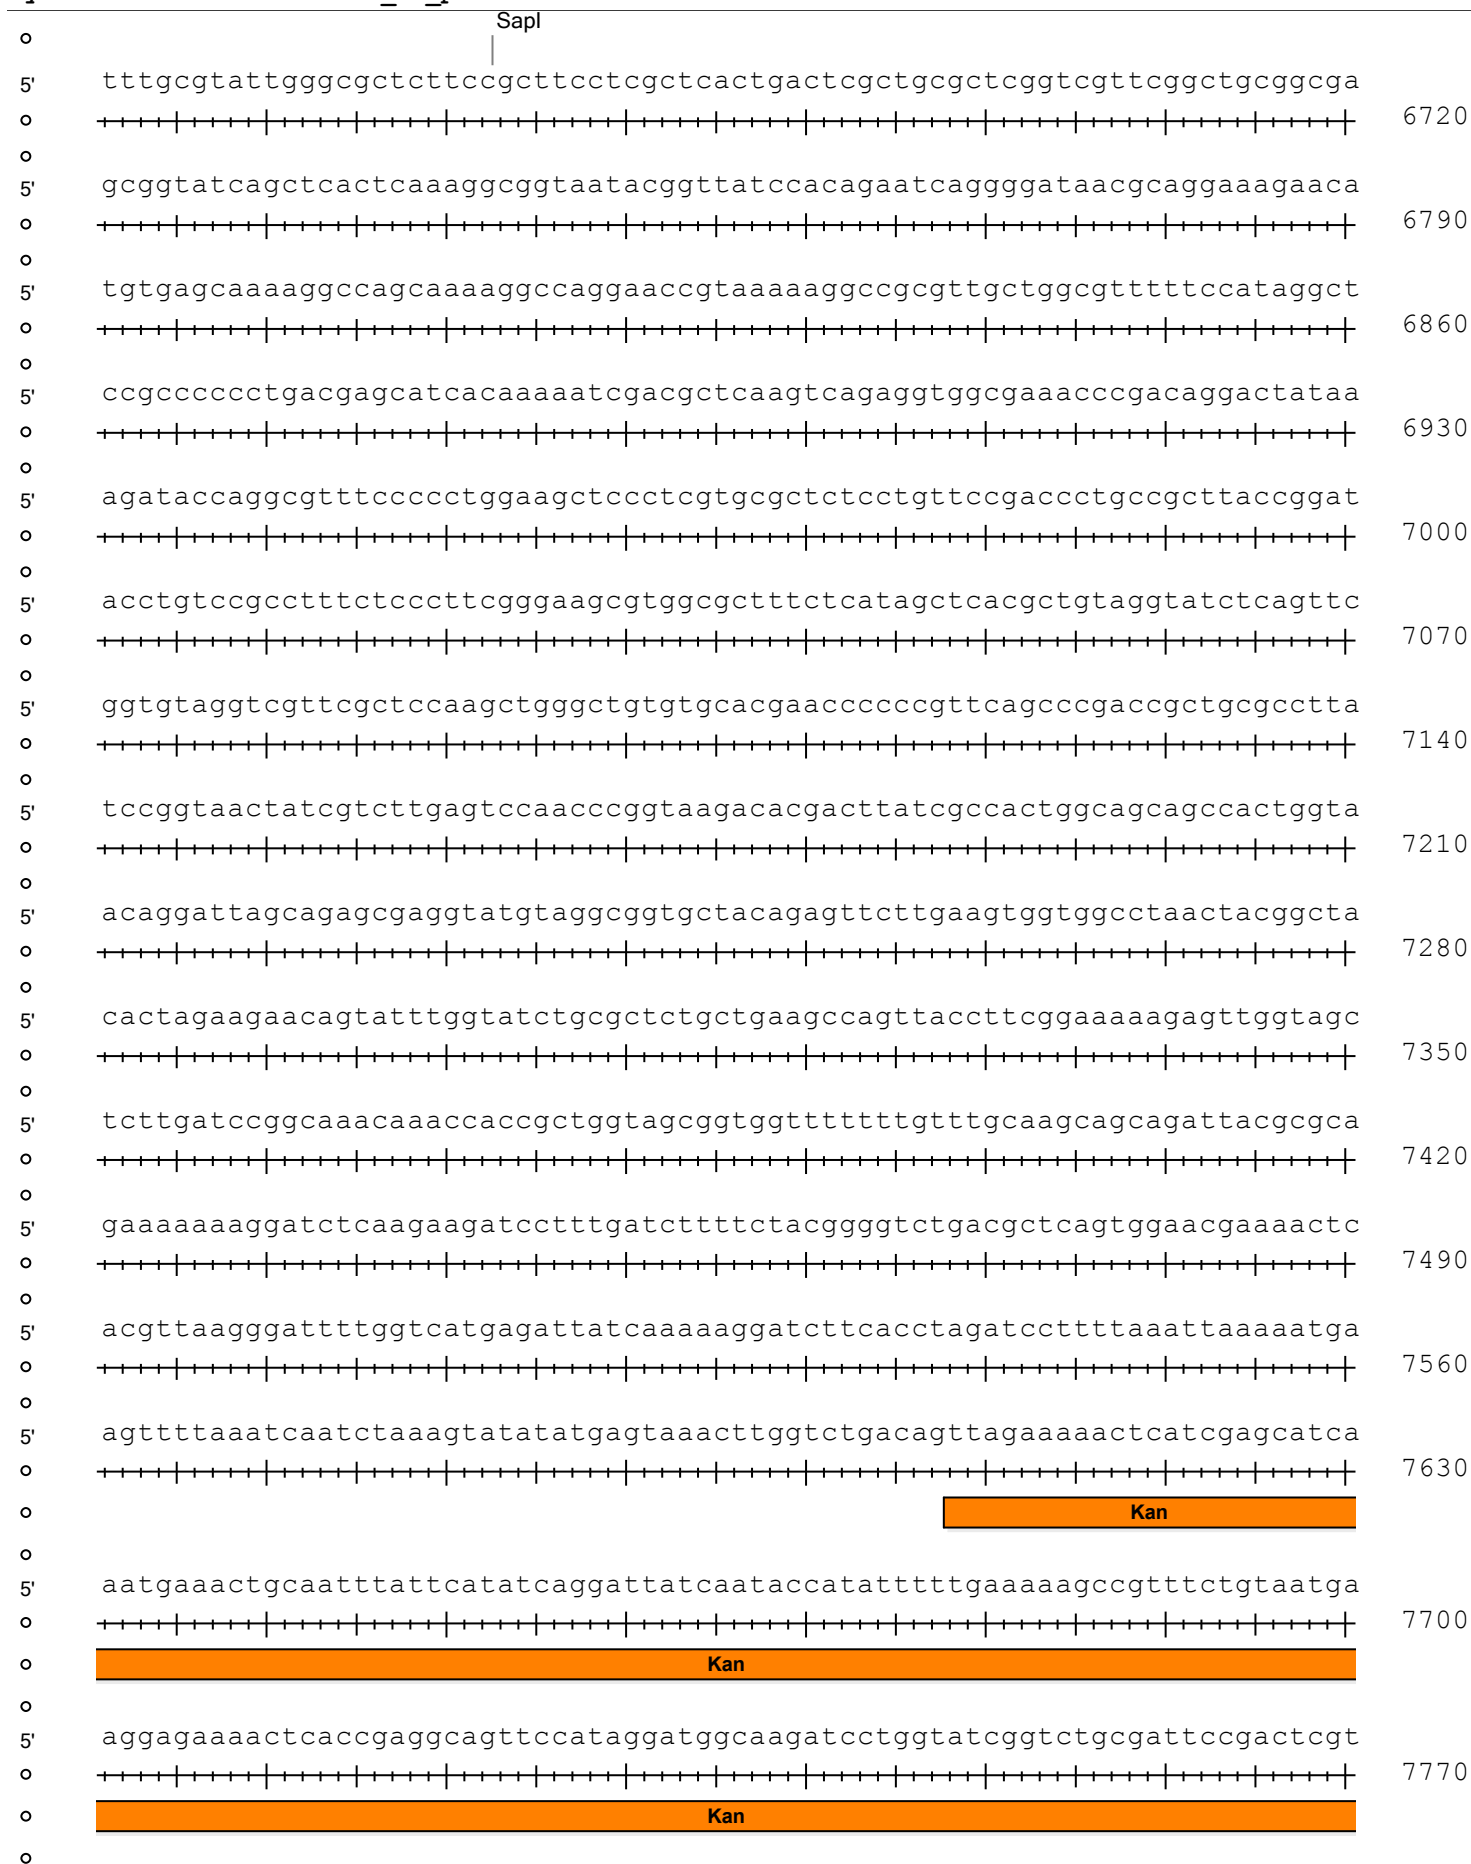 SapI
5' tttgcgtattgggcgctcttccgcttcctcgctcactgactcgctgcgctcggtcgttcggctgcggcga
6720
5' gcggtatcagctcactcaaaggcggtaatacggttatccacagaatcaggggataacgcaggaaagaaca
6790
5' tgtgagcaaaaggccagcaaaaggccaggaaccgtaaaaaggccgcgttgctggcgtttttccataggct
6860
5' ccgcccccctgacgagcatcacaaaaatcgacgctcaagtcagaggtggcgaaacccgacaggactataa
6930
5' agataccaggcgtttccccctggaagctccctcgtgcgctctcctgttccgaccctgccgcttaccggat
7000
5' acctgtccgcctttctcccttcgggaagcgtggcgctttctcatagctcacgctgtaggtatctcagttc
7070
5' ggtgtaggtcgttcgctccaagctgggctgtgtgcacgaaccccccgttcagcccgaccgctgcgcctta
7140
5' tccggtaactatcgtcttgagtccaacccggtaagacacgacttatcgccactggcagcagccactggta
7210
5' acaggattagcagagcgaggtatgtaggcggtgctacagagttcttgaagtggtggcctaactacggcta
7280
5' cactagaagaacagtatttggtatctgcgctctgctgaagccagttaccttcggaaaaagagttggtagc
7350
5' tcttgatccggcaaacaaaccaccgctggtagcggtggtttttttgtttgcaagcagcagattacgcgca
7420
5' gaaaaaaaggatctcaagaagatcctttgatcttttctacggggtctgacgctcagtggaacgaaaactc
7490
5' acgttaagggattttggtcatgagattatcaaaaaggatcttcacctagatccttttaaattaaaaatga
7560
5' agttttaaatcaatctaaagtatatatgagtaaacttggtctgacagttagaaaaactcatcgagcatca
7630
Kan
5' aatgaaactgcaatttattcatatcaggattatcaataccatatttttgaaaaagccgtttctgtaatga
7700
Kan
5' aggagaaaactcaccgaggcagttccataggatggcaagatcctggtatcggtctgcgattccgactcgt
7770
Kan